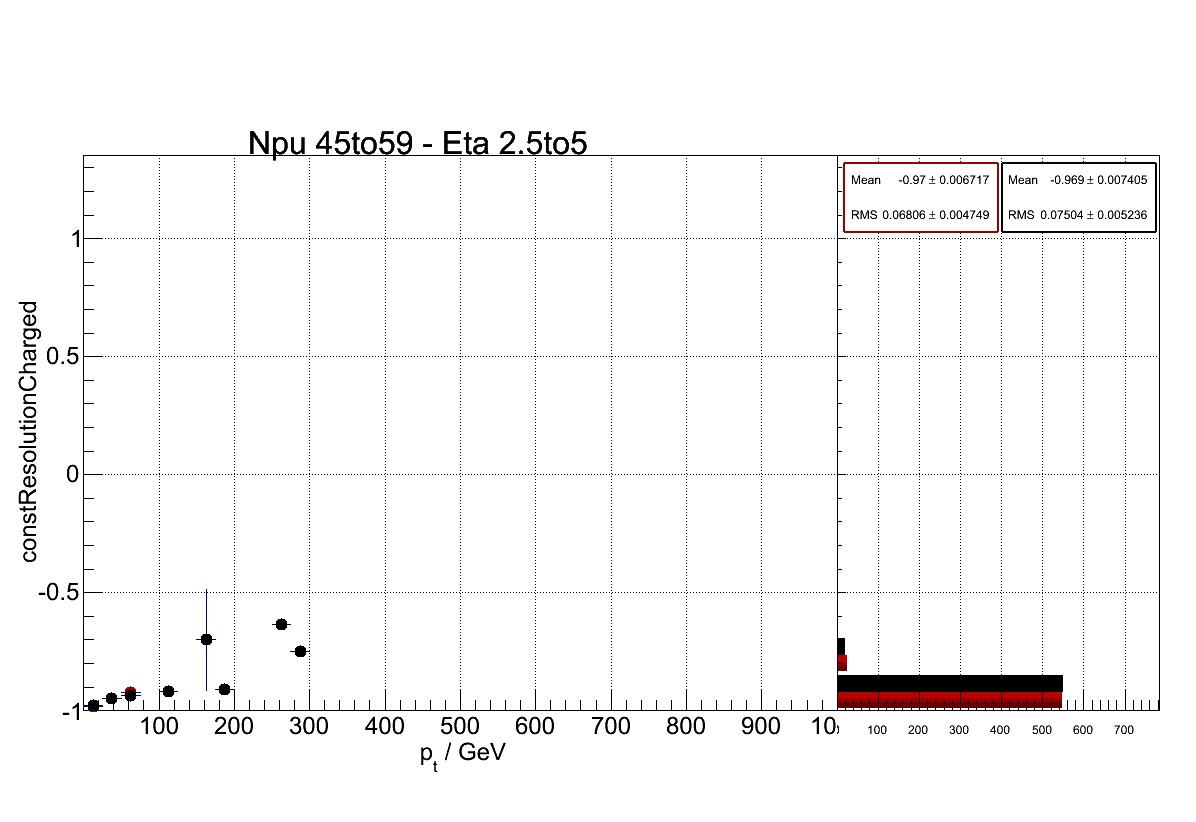 Npu 45to59 - Eta 2.5to5
Mean -0.97 ± 0.006717
RMS 0.06806 ± 0.004749
Mean -0.969 ± 0.007405
RMS 0.07504 ± 0.005236
constResolutionCharged
1
0.5
0
-0.5
-1
100 200 300 400 500 600 700 800 900 10
100 200 300 400 500 600 700
pt / GeV